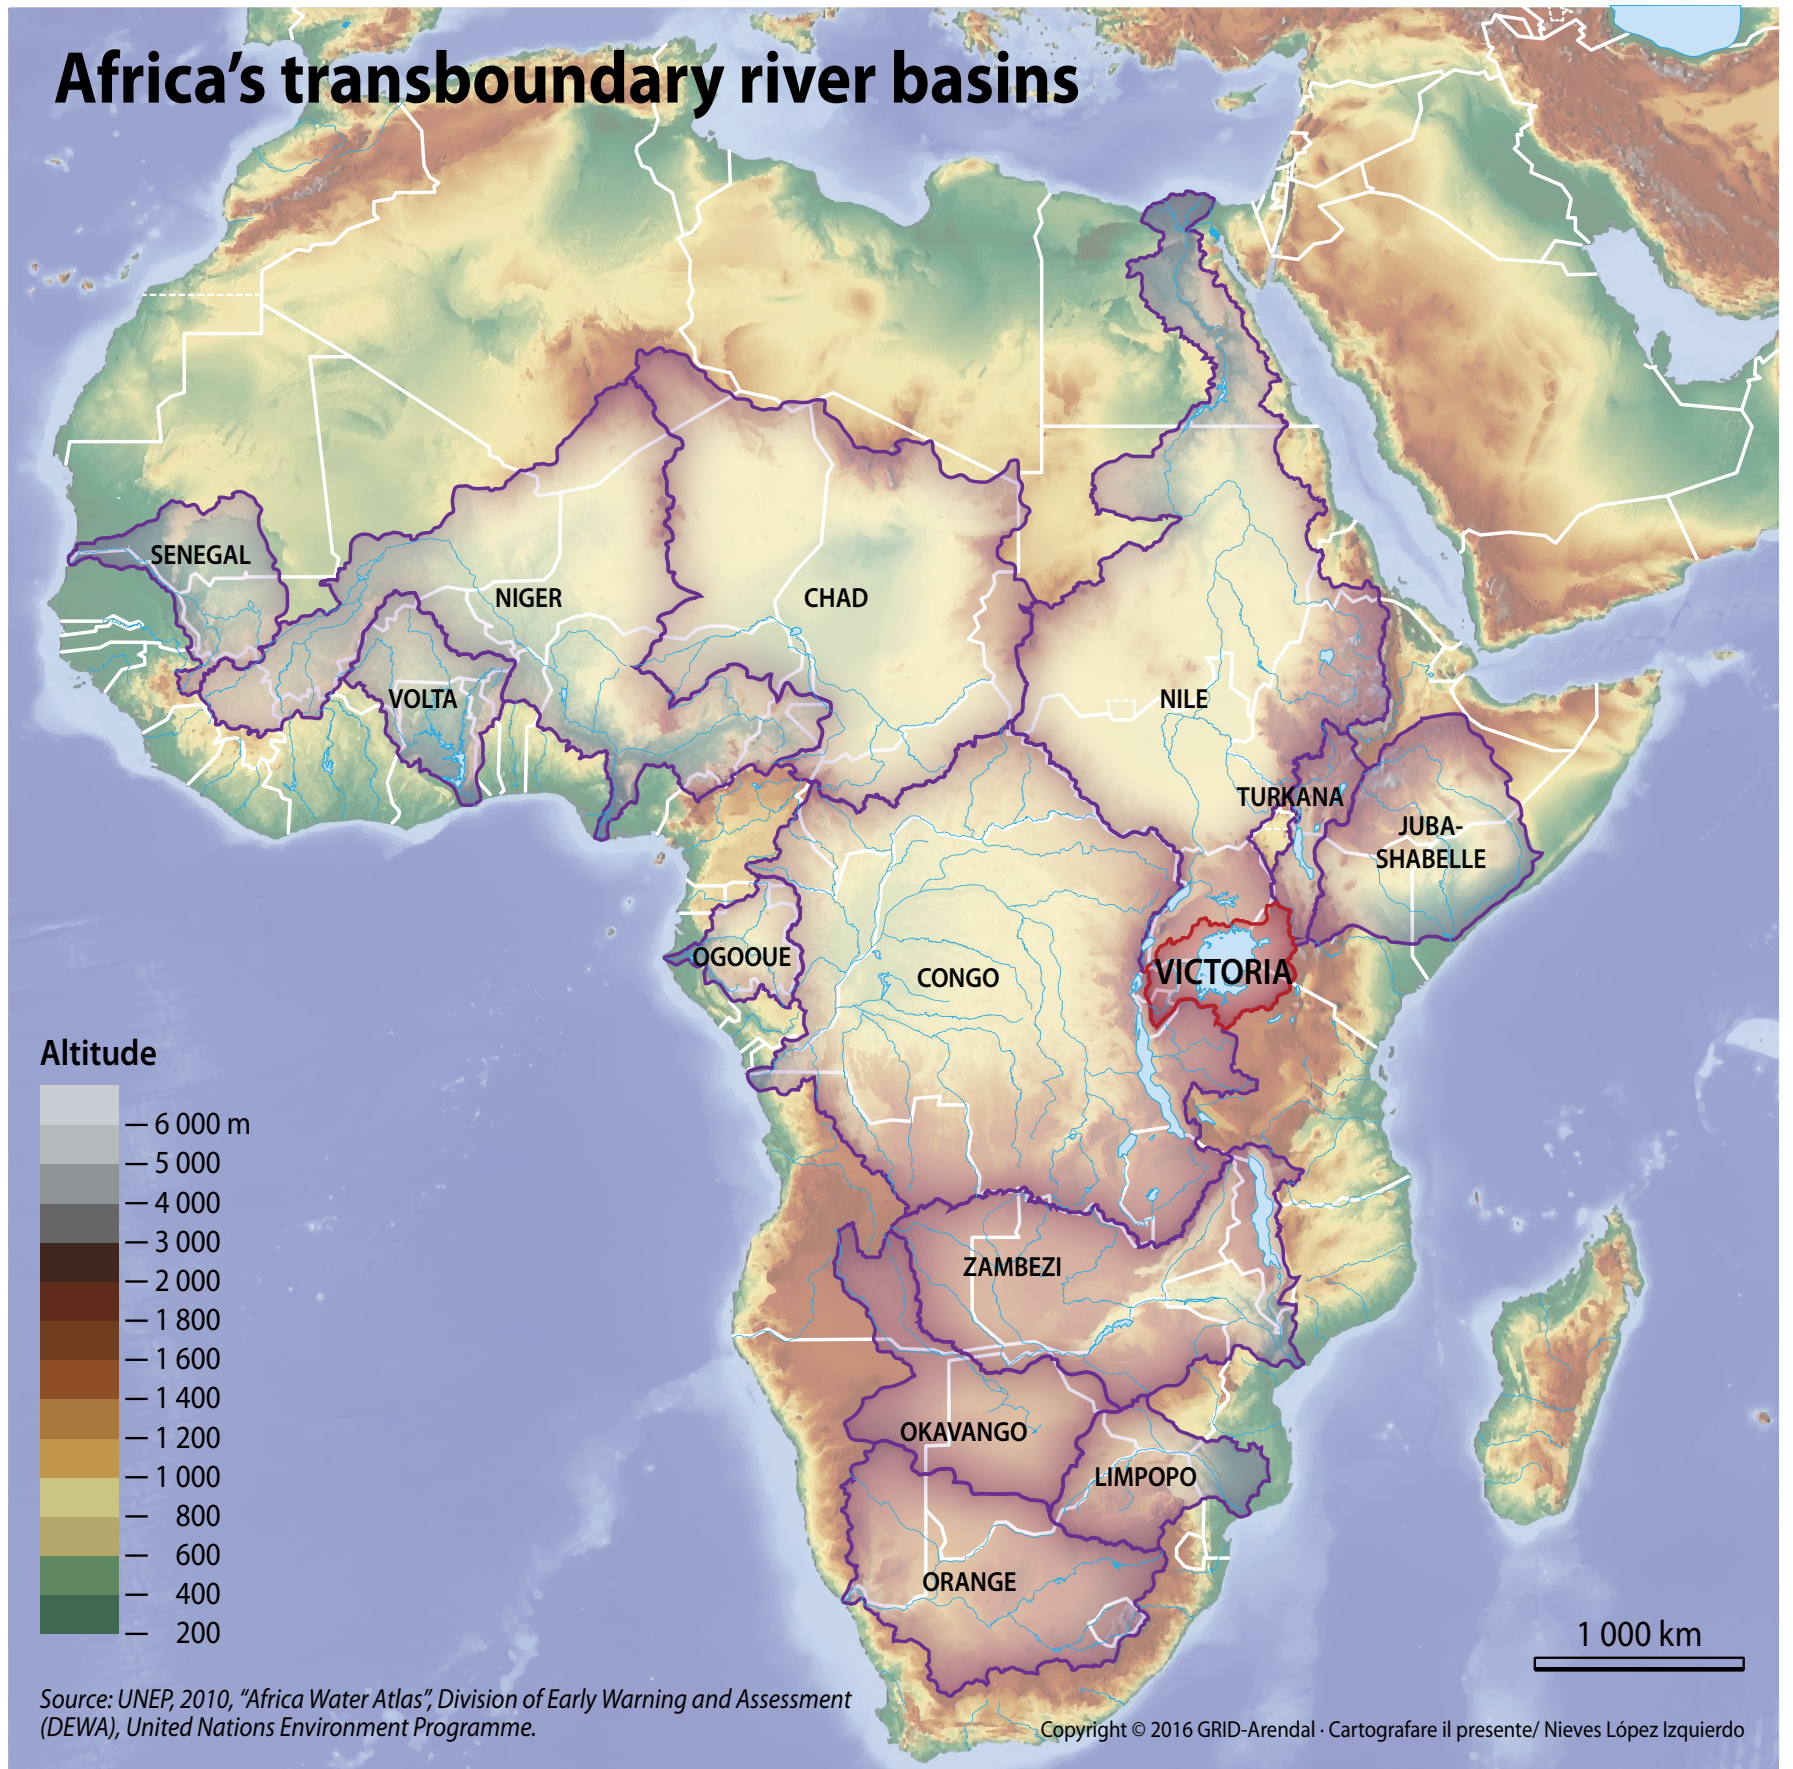 Africa's transboundary river basins
SENEGAL
NIGER
CHAD
VOLTA
NILE
TURKANA
JUBA-
SHABELLE
OGOOUE
CONGO
VICTORIA
ZAMBEZI
OKAVANGO
LIMPOPO
ORANGE
Altitude
6 000 m
5 000
4 000
3 000
2 000
1 800
1 600
1 400
1 200
1 000
800
600
400
200
1 000 km
Source: UNEP, 2010, “Africa Water Atlas”, Division of Early Warning and Assessment
(DEWA), United Nations Environment Programme.
Copyright © 2016 GRID-Arendal · Cartografare il presente/ Nieves López Izquierdo